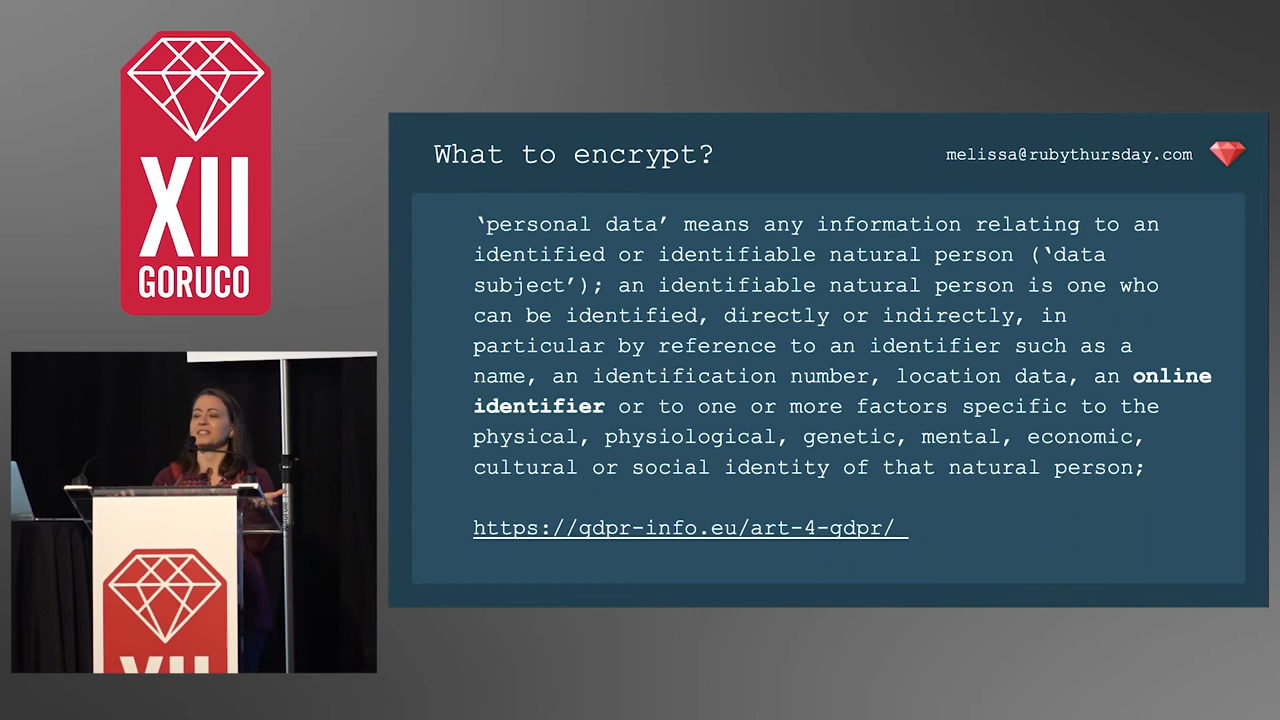 XII
GORUCO
What to encrypt?
melissa@rubythursday.com
‘personal data’ means any information relating to an
identified or identifiable natural person (‘data
subject’); an identifiable natural person is one who
can be identified, directly or indirectly, in
particular by reference to an identifier such as a
name, an identification number, location data, an online
identifier or to one or more factors specific to the
physical, physiological, genetic, mental, economic,
cultural or social identity of that natural person;
https://gdpr-info.eu/art-4-gdpr/
XII